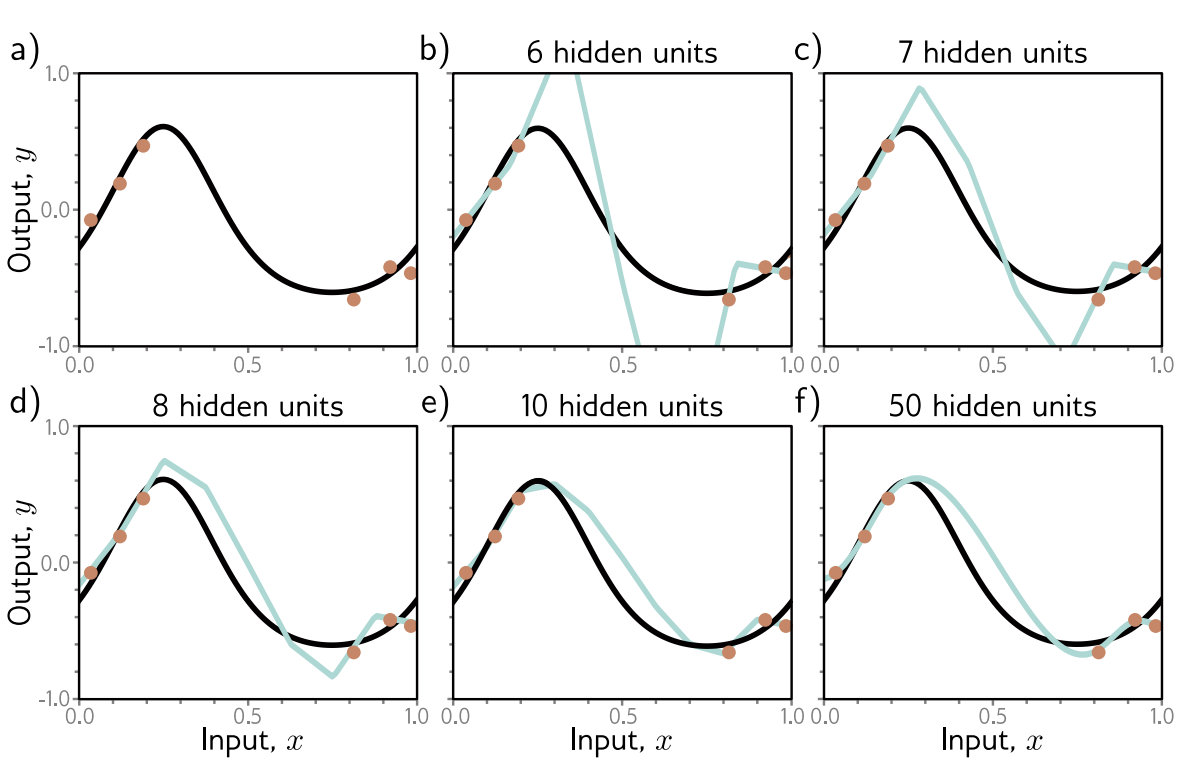 a)
b) 6 hidden units
c) 7 hidden units
1.0
0.0
-1.0
Output, y
0.0 0.5 1.0
0.0 0.5 1.0
0.0 0.5 1.0
d) 8 hidden units
e) 10 hidden units
f) 50 hidden units
1.0
0.0
-1.0
Output, y
0.0 0.5 1.0
0.0 0.5 1.0
0.0 0.5 1.0
Input, x
Input, x
Input, x